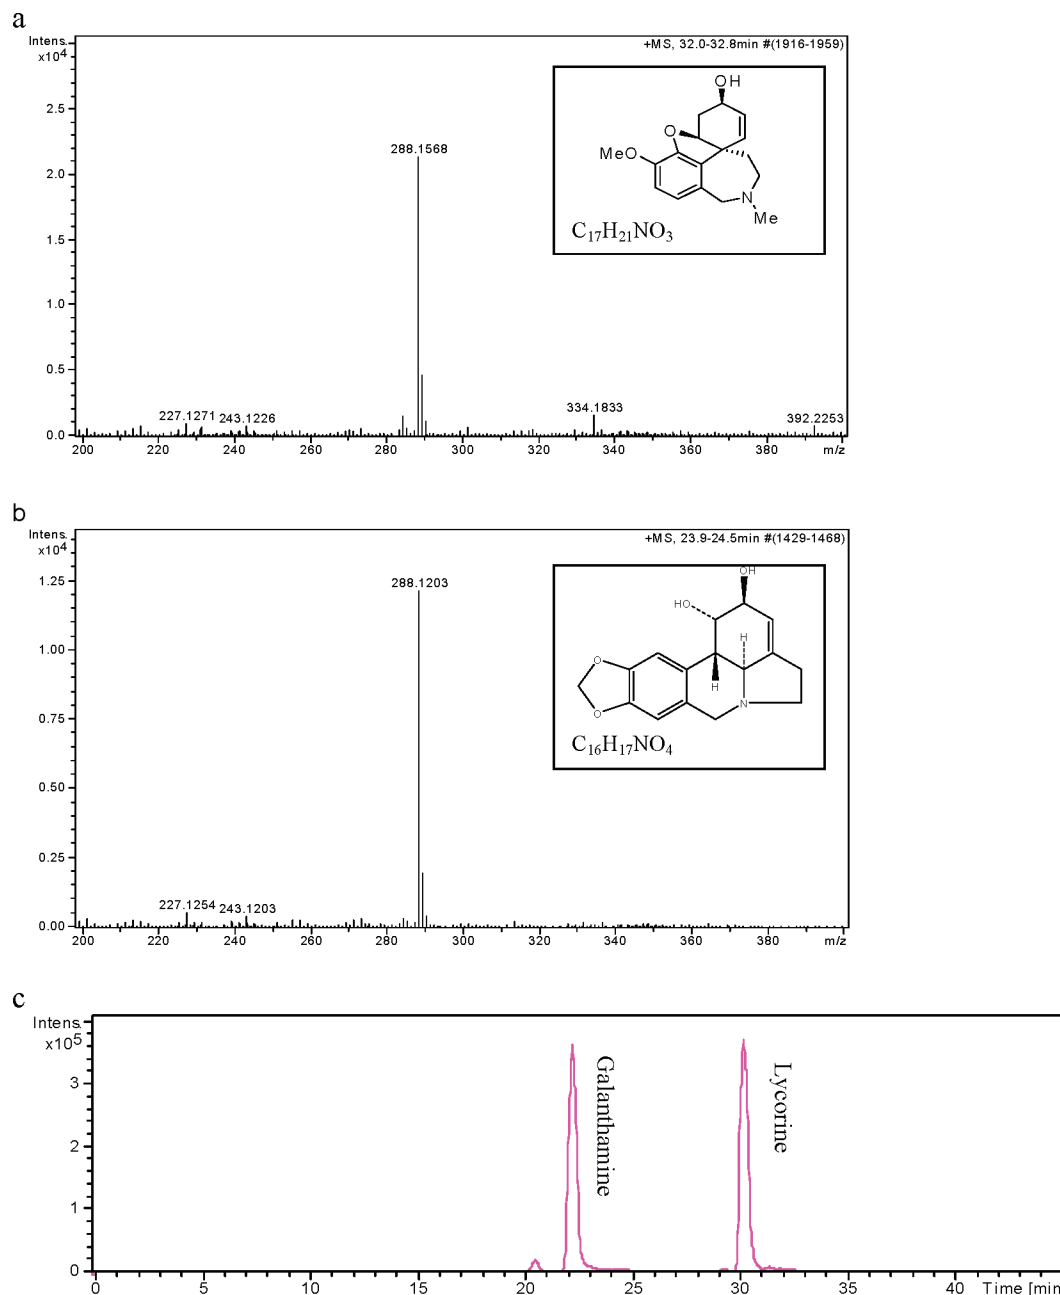 a
Intens.
x10⁴
+MS, 32.0-32.8min #(1916-1959)
2.5
2.0
1.5
1.0
0.5
0.0
288.1568
227.1271
243.1226
334.1833
392.2253
OH
O
MeO
N
Me
C₁₇H₂₁NO₃
200 220 240 260 280 300 320 340 360 380 m/z
b
Intens.
x10⁴
+MS, 23.9-24.5min #(1429-1468)
1.25
1.00
0.75
0.50
0.25
0.00
288.1203
227.1254
243.1203
OH
HO
H
O
H
O
N
C₁₆H₁₇NO₄
200 220 240 260 280 300 320 340 360 380 m/z
c
Intens.
x10⁵
3
2
1
0
Galanthamine
Lycorine
0 5 10 15 20 25 30 35 40 Time [min